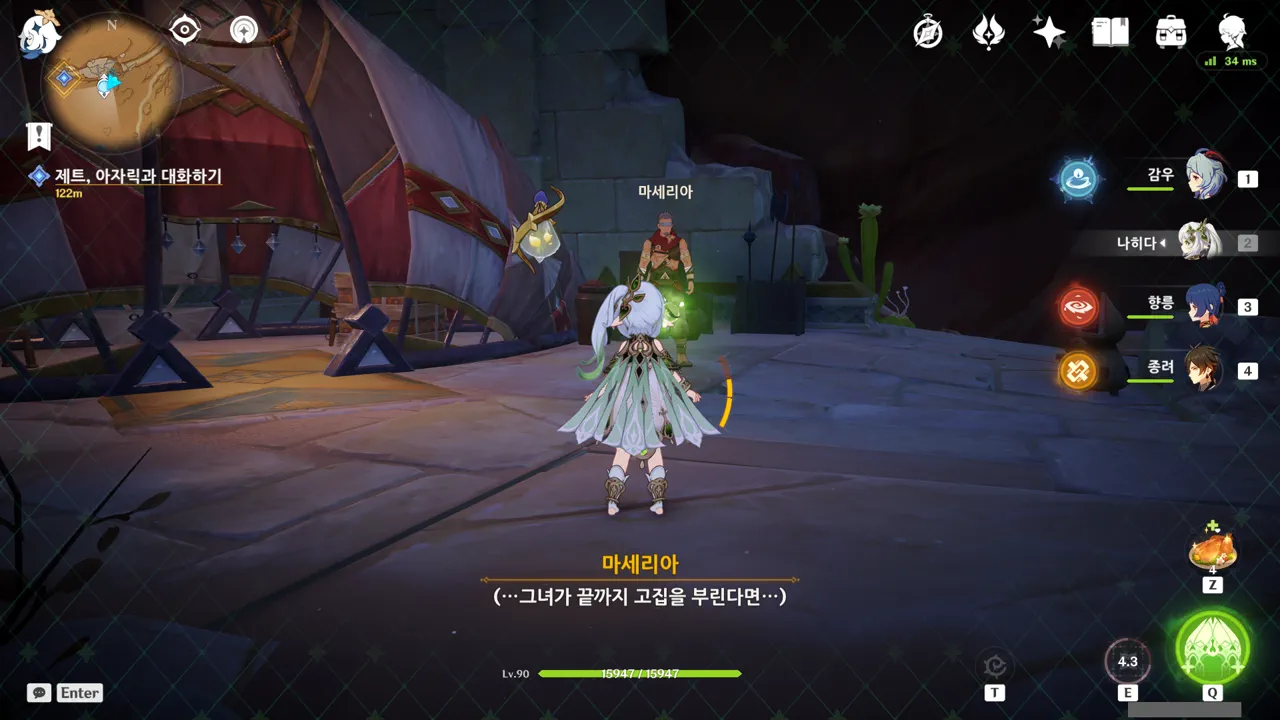 N
34 ms
제트, 아자릭과 대화하기
122m
마세리아
감우
1
나히다
2
향릉
3
종려
4
마세리아
(…그녀가 끝까지 고집을 부린다면…)
4
Z
Lv.90
15947 / 15947
4.3
Enter
T
E
Q